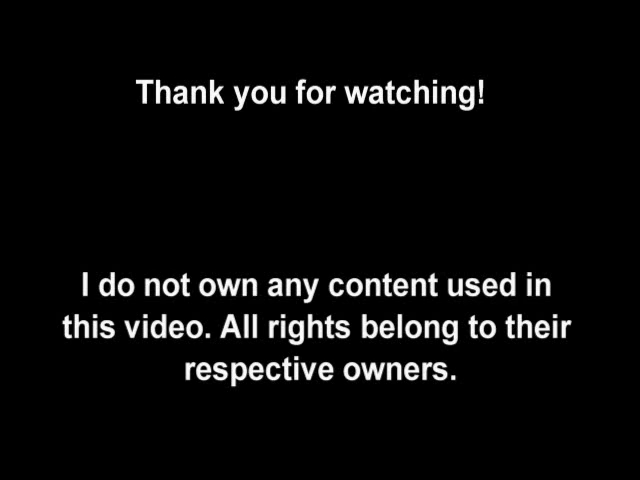 Thank you for watching!
I do not own any content used in
this video. All rights belong to their
respective owners.